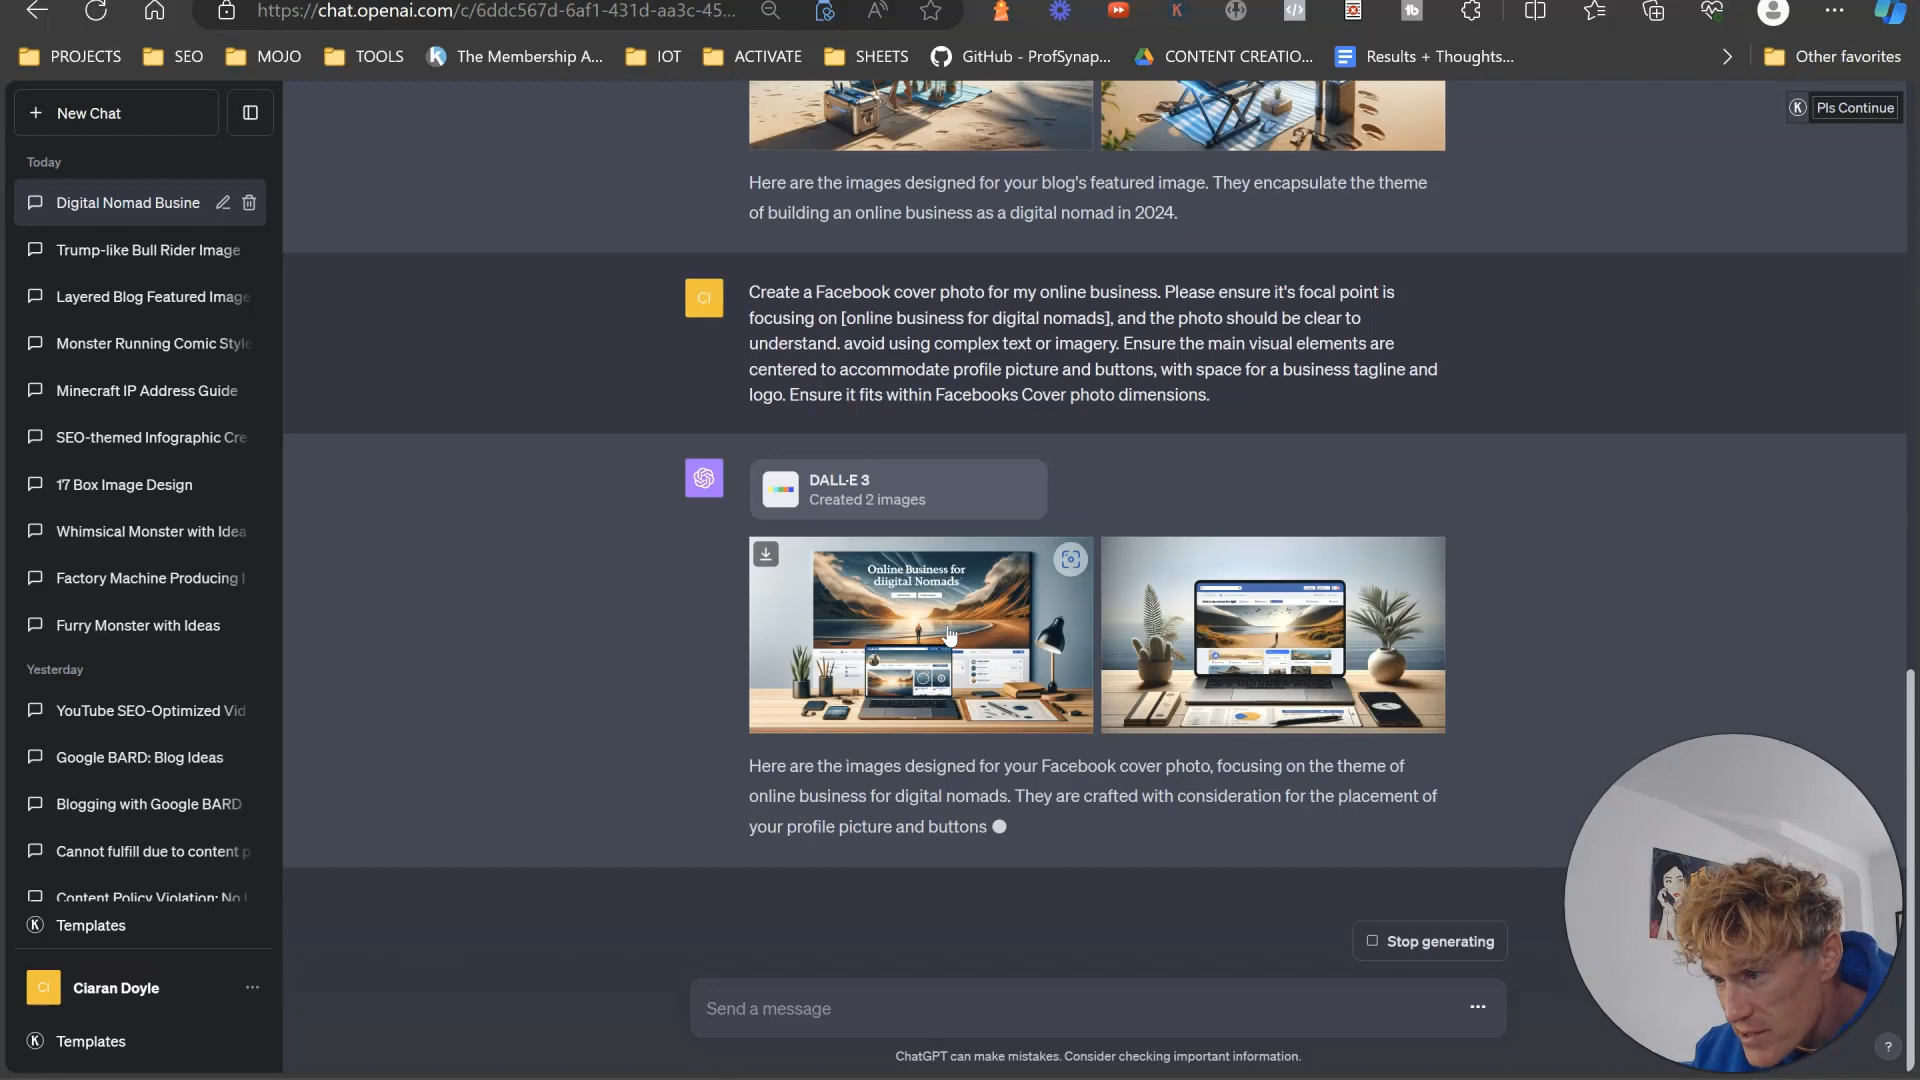 https://chat.openai.com/c/6ddc567d-6af1-431d-aa3c-45...
PROJECTS
SEO
MOJO
TOOLS
The Membership A...
IOT
ACTIVATE
SHEETS
GitHub - ProfSynap...
CONTENT CREATIO...
Results + Thoughts...
Other favorites
+ New Chat
K Pls Continue
Today
Digital Nomad Busine
Trump-like Bull Rider Image
Layered Blog Featured Image
Monster Running Comic Style
Minecraft IP Address Guide
SEO-themed Infographic Cre
17 Box Image Design
Whimsical Monster with Idea
Factory Machine Producing I
Furry Monster with Ideas
Yesterday
YouTube SEO-Optimized Vid
Google BARD: Blog Ideas
Blogging with Google BARD
Cannot fulfill due to content p
Content Policy Violation: No
K Templates
CI Ciaran Doyle
K Templates
Here are the images designed for your blog's featured image. They encapsulate the theme
of building an online business as a digital nomad in 2024.
CI
Create a Facebook cover photo for my online business. Please ensure it's focal point is
focusing on [online business for digital nomads], and the photo should be clear to
understand. avoid using complex text or imagery. Ensure the main visual elements are
centered to accommodate profile picture and buttons, with space for a business tagline and
logo. Ensure it fits within Facebooks Cover photo dimensions.
DALL·E 3
Created 2 images
Online Business for
diigital Nomads
Here are the images designed for your Facebook cover photo, focusing on the theme of
online business for digital nomads. They are crafted with consideration for the placement of
your profile picture and buttons
Stop generating
Send a message
ChatGPT can make mistakes. Consider checking important information.
?